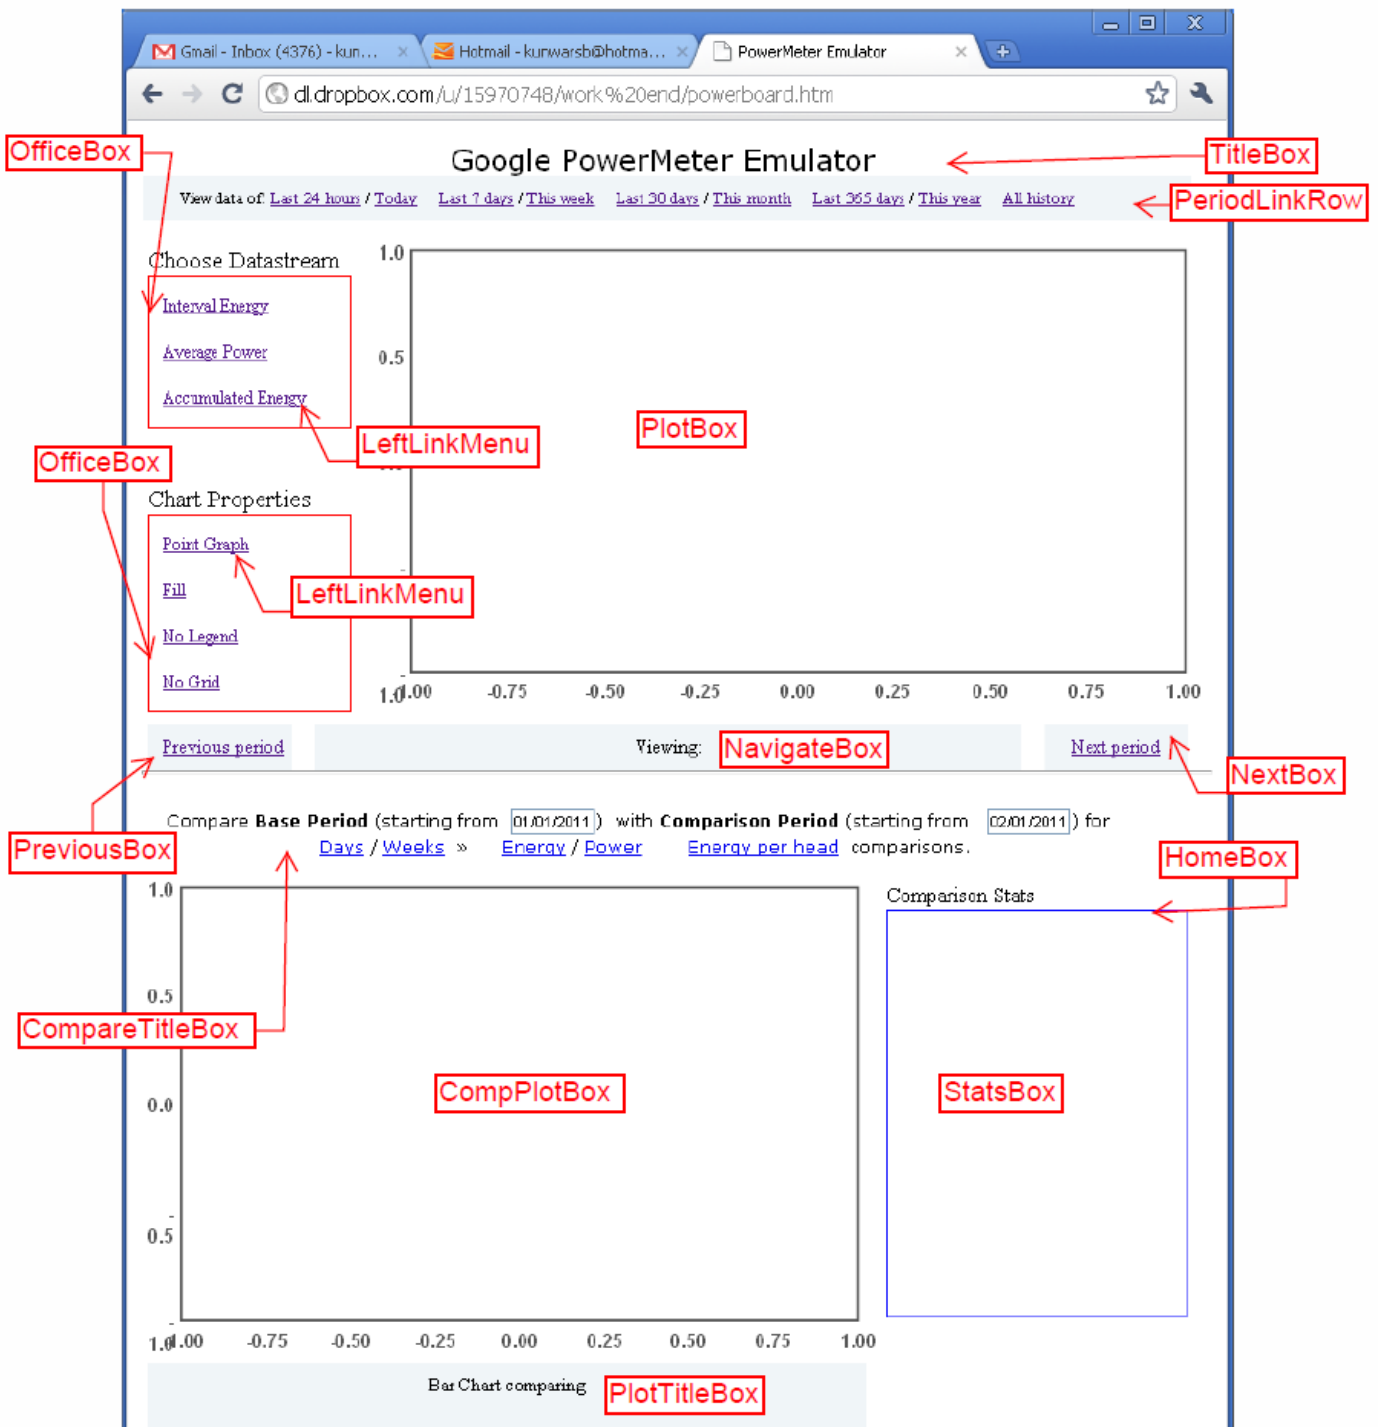 Gmail - Inbox (4376) - kun...
Hotmail - kunwarsb@hotma...
PowerMeter Emulator
dl.dropbox.com/u/15970748/work%20end/powerboard.htm
OfficeBox
Google PowerMeter Emulator
TitleBox
View data of: Last 24 hours / Today Last 7 days / This week Last 30 days / This month Last 365 days / This year All history
PeriodLinkRow
Choose Datastream
Interval Energy
Average Power
Accumulated Energy
LeftLinkMenu
OfficeBox
Chart Properties
Point Graph
Fill
No Legend
No Grid
LeftLinkMenu
1.0
0.5
PlotBox
-
-
1.0
-1.00 -0.75 -0.50 -0.25 0.00 0.25 0.50 0.75 1.00
Previous period
Viewing:
NavigateBox
Next period
NextBox
PreviousBox
Compare Base Period (starting from 01/01/2011) with Comparison Period (starting from 02/01/2011) for
Days / Weeks » Energy / Power Energy per head comparisons.
HomeBox
Comparison Stats
1.0
0.5
CompareTitleBox
0.0
CompPlotBox
StatsBox
-
0.5
-
1.0
-1.00 -0.75 -0.50 -0.25 0.00 0.25 0.50 0.75 1.00
Bar Chart comparing
PlotTitleBox